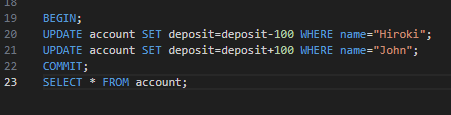 18
19 BEGIN;
20 UPDATE account SET deposit=deposit-100 WHERE name="Hiroki";
21 UPDATE account SET deposit=deposit+100 WHERE name="John";
22 COMMIT;
23 SELECT * FROM account;